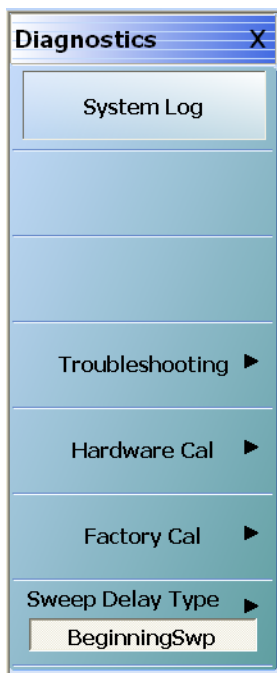 Diagnostics X
System Log
Troubleshooting
Hardware Cal
Factory Cal
Sweep Delay Type
BeginningSwp